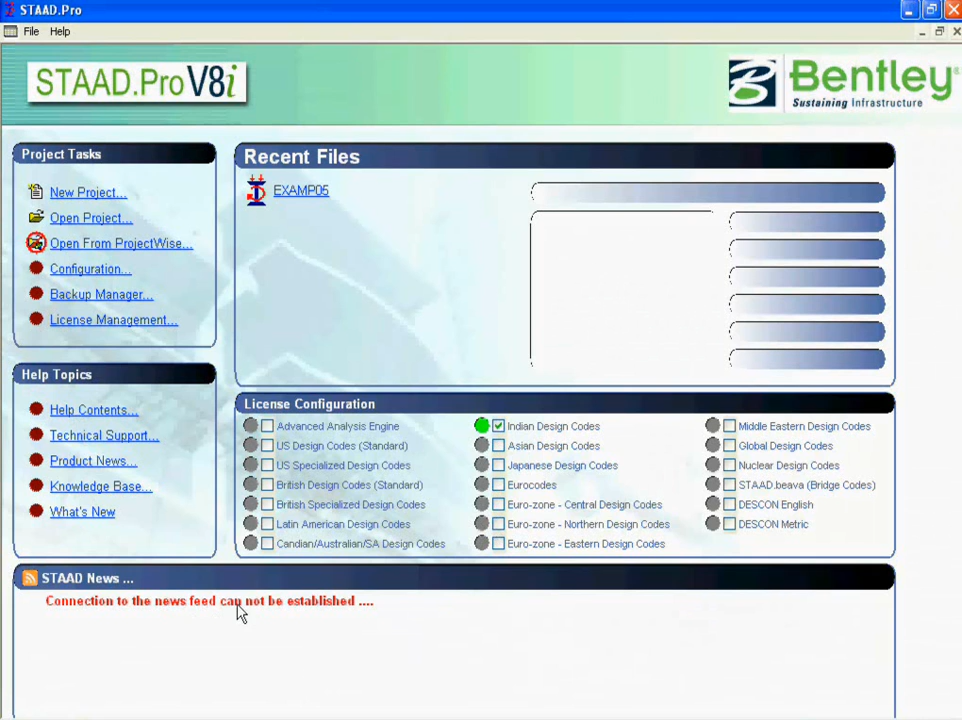 STAAD.Pro
File Help
STAAD.Pro V8i
Bentley®
Sustaining Infrastructure
Project Tasks
New Project...
Open Project...
Open From ProjectWise...
Configuration...
Backup Manager...
License Management...
Recent Files
EXAMP05
Help Topics
Help Contents...
Technical Support...
Product News...
Knowledge Base...
What's New
License Configuration
Advanced Analysis Engine
US Design Codes (Standard)
US Specialized Design Codes
British Design Codes (Standard)
British Specialized Design Codes
Latin American Design Codes
Candian/Australian/SA Design Codes
Indian Design Codes
Asian Design Codes
Japanese Design Codes
Eurocodes
Euro-zone - Central Design Codes
Euro-zone - Northern Design Codes
Euro-zone - Eastern Design Codes
Middle Eastern Design Codes
Global Design Codes
Nuclear Design Codes
STAAD.beava (Bridge Codes)
DESCON English
DESCON Metric
STAAD News ...
Connection to the news feed can not be established ....